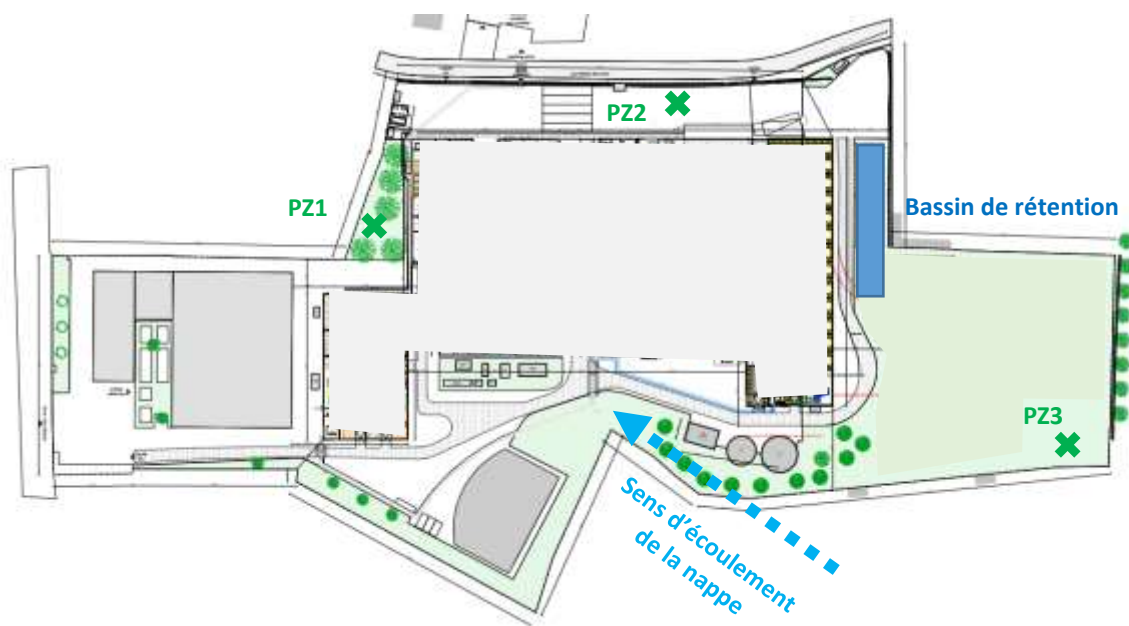 PZ2
PZ1
Bassin de rétention
PZ3
Sens d'écoulement
de la nappe